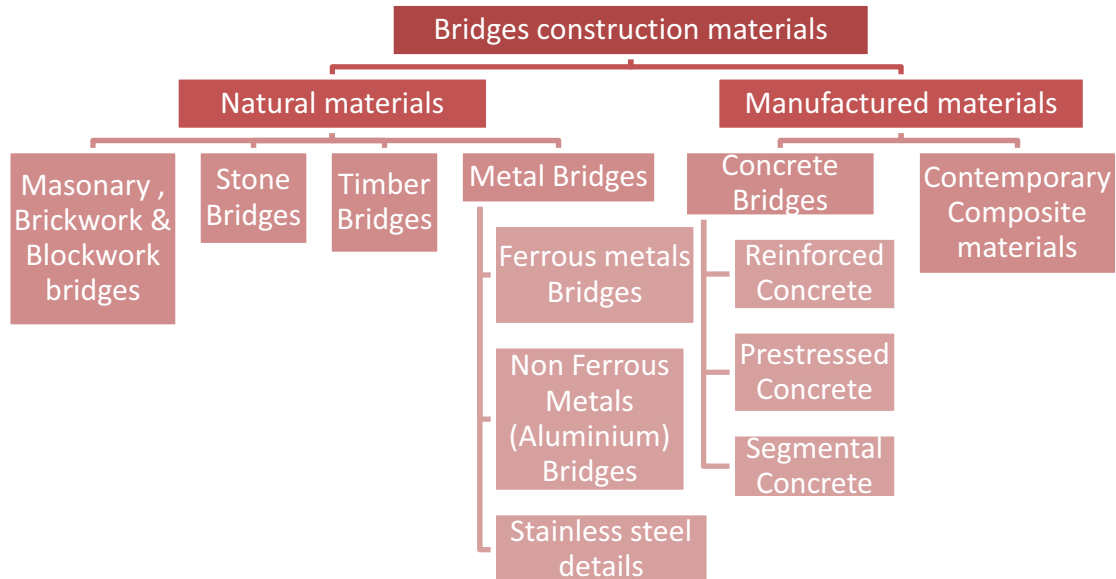 Bridges construction materials
Natural materials
Manufactured materials
Masonary ,
Brickwork &
Blockwork
bridges
Stone
Bridges
Timber
Bridges
Metal Bridges
Ferrous metals
Bridges
Non Ferrous
Metals
(Aluminium)
Bridges
Stainless steel
details
Concrete
Bridges
Reinforced
Concrete
Prestressed
Concrete
Segmental
Concrete
Contemporary
Composite
materials